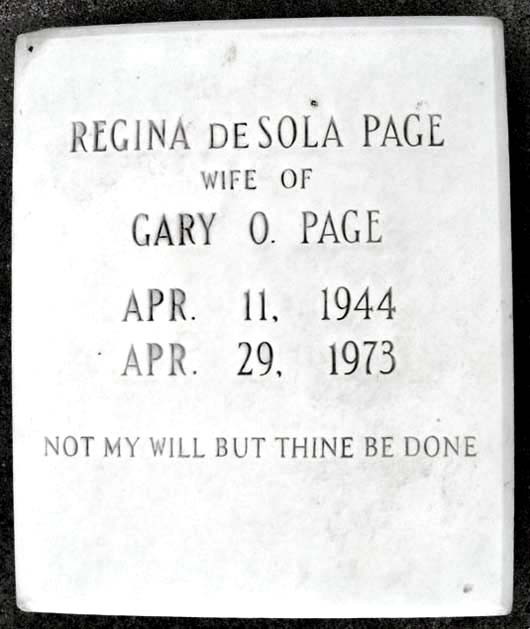 REGINA DE SOLA PAGE
WIFE OF
GARY O. PAGE
APR. 11, 1944
APR. 29, 1973
NOT MY WILL BUT THINE BE DONE